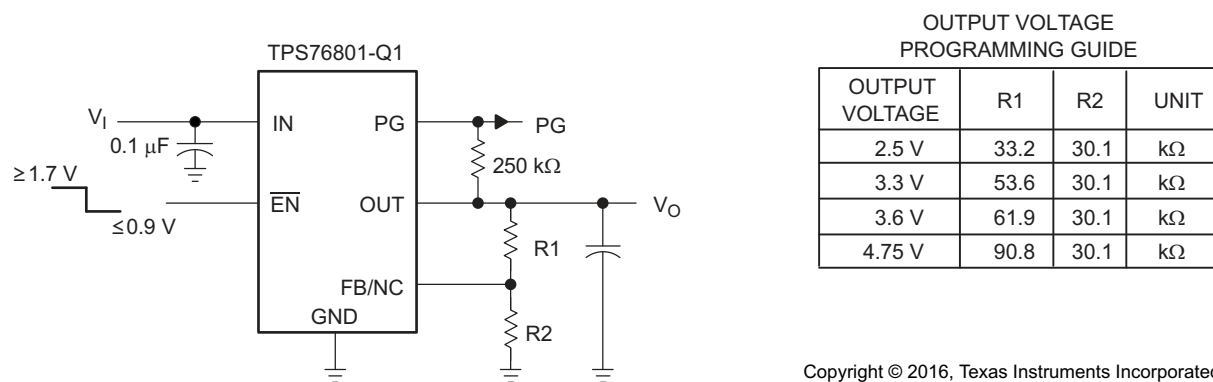 TPS76801-Q1
V_I
0.1 μF
≥1.7 V
≤0.9 V
IN
EN
PG
OUT
FB/NC
GND
PG
250 kΩ
V_O
R1
R2
OUTPUT VOLTAGE
PROGRAMMING GUIDE
OUTPUT VOLTAGE R1 R2 UNIT
2.5 V 33.2 30.1 kΩ
3.3 V 53.6 30.1 kΩ
3.6 V 61.9 30.1 kΩ
4.75 V 90.8 30.1 kΩ
Copyright © 2016, Texas Instruments Incorporated